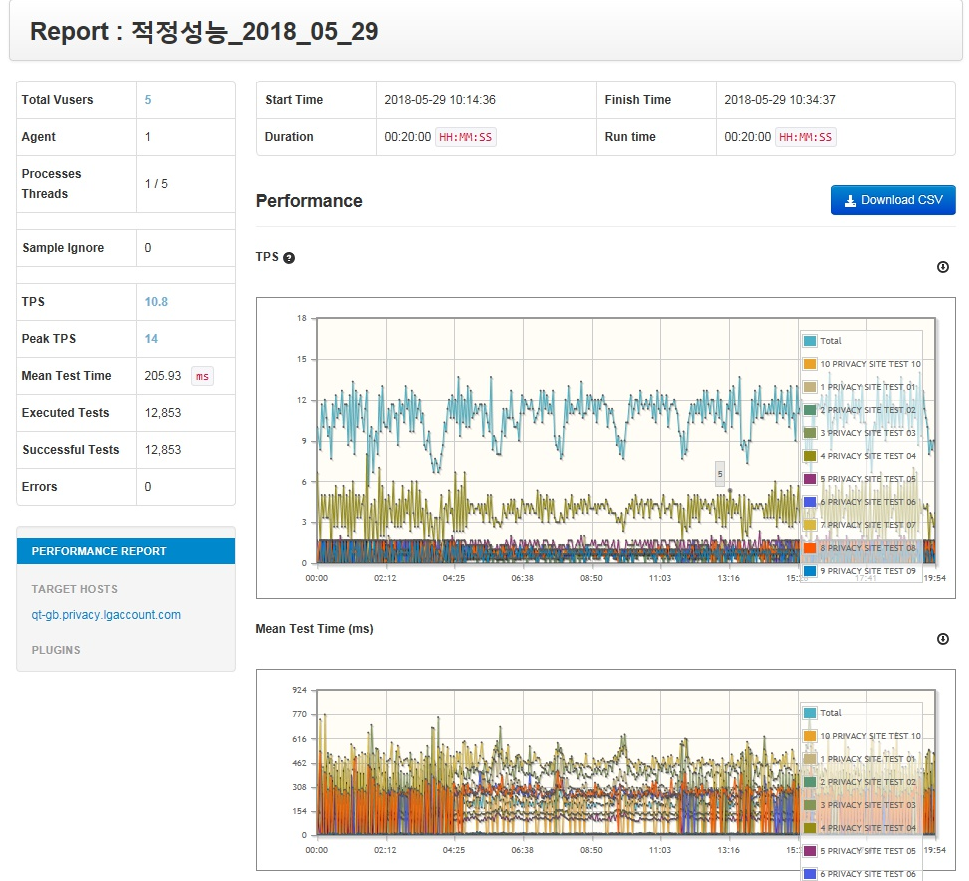 Report : 적정성능_2018_05_29
Total Vusers 5
Agent 1
Processes
Threads
1 / 5
Sample Ignore 0
TPS 10.8
Peak TPS 14
Mean Test Time 205.93 ms
Executed Tests 12,853
Successful Tests 12,853
Errors 0
PERFORMANCE REPORT
TARGET HOSTS
qt-gb.privacy.lgaccount.com
PLUGINS
Start Time 2018-05-29 10:14:36 Finish Time 2018-05-29 10:34:37
Duration 00:20:00 HH:MM:SS Run time 00:20:00 HH:MM:SS
Performance
Download CSV
TPS ?
18
15
12
9
6
3
0
5
Total
10 PRIVACY SITE TEST 10
1 PRIVACY SITE TEST 01
2 PRIVACY SITE TEST 02
3 PRIVACY SITE TEST 03
4 PRIVACY SITE TEST 04
5 PRIVACY SITE TEST 05
6 PRIVACY SITE TEST 06
7 PRIVACY SITE TEST 07
8 PRIVACY SITE TEST 08
9 PRIVACY SITE TEST 09
00:00 02:12 04:25 06:38 08:50 11:03 13:16 17:41 19:54
Mean Test Time (ms)
924
770
616
462
308
154
0
Total
10 PRIVACY SITE TEST 10
1 PRIVACY SITE TEST 01
2 PRIVACY SITE TEST 02
3 PRIVACY SITE TEST 03
4 PRIVACY SITE TEST 04
5 PRIVACY SITE TEST 05
6 PRIVACY SITE TEST 06
00:00 02:12 04:25 06:38 08:50 11:03 13:16 19:54